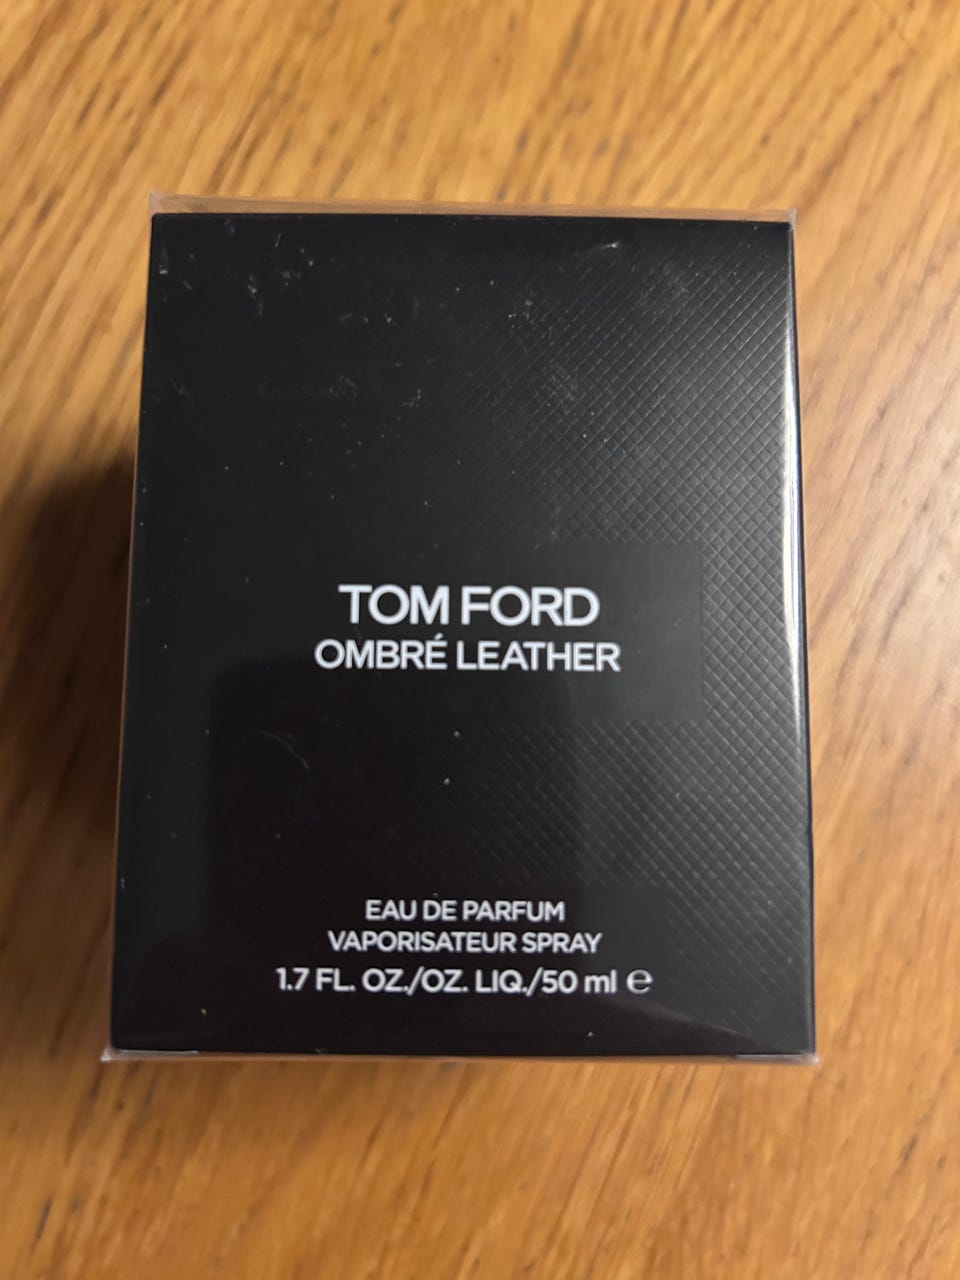 TOM FORD
OMBRÉ LEATHER
EAU DE PARFUM
VAPORISATEUR SPRAY
1.7 FL. OZ./OZ. LIQ./50 ml ℮